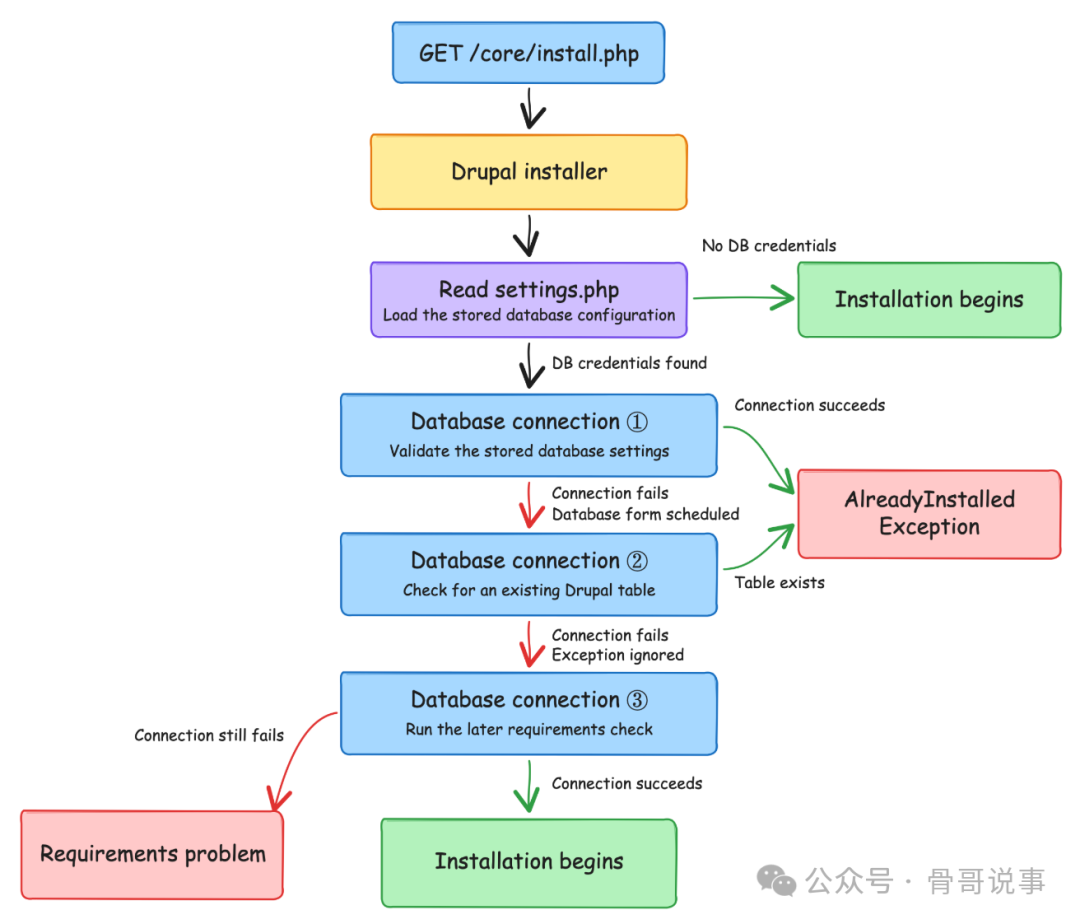 GET /core/install.php
Drupal installer
No DB credentials
Read settings.php
Load the stored database configuration
Installation begins
DB credentials found
Database connection ①
Validate the stored database settings
Connection succeeds
Connection fails
Database form scheduled
AlreadyInstalled
Exception
Database connection ②
Check for an existing Drupal table
Table exists
Connection fails
Exception ignored
Database connection ③
Run the later requirements check
Connection still fails
Connection succeeds
Requirements problem
Installation begins
公众号 · 骨哥说事